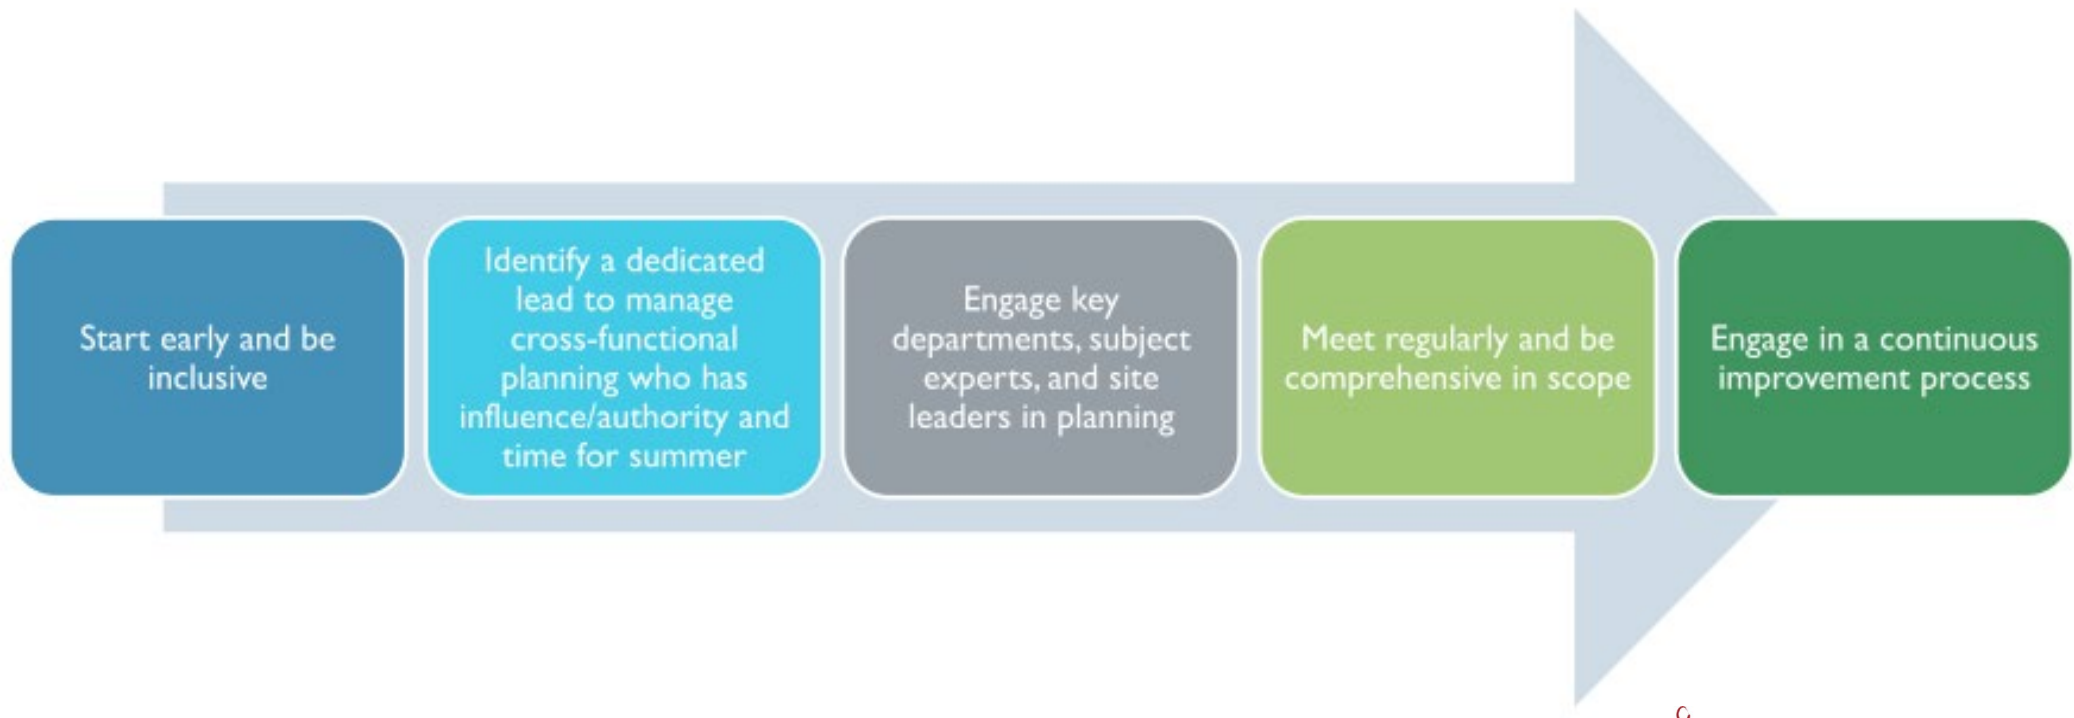 Start early and be
inclusive
Identify a dedicated
lead to manage
cross-functional
planning who has
influence/authority and
time for summer
Engage key
departments, subject
experts, and site
leaders in planning
Meet regularly and be
comprehensive in scope
Engage in a continuous
improvement process